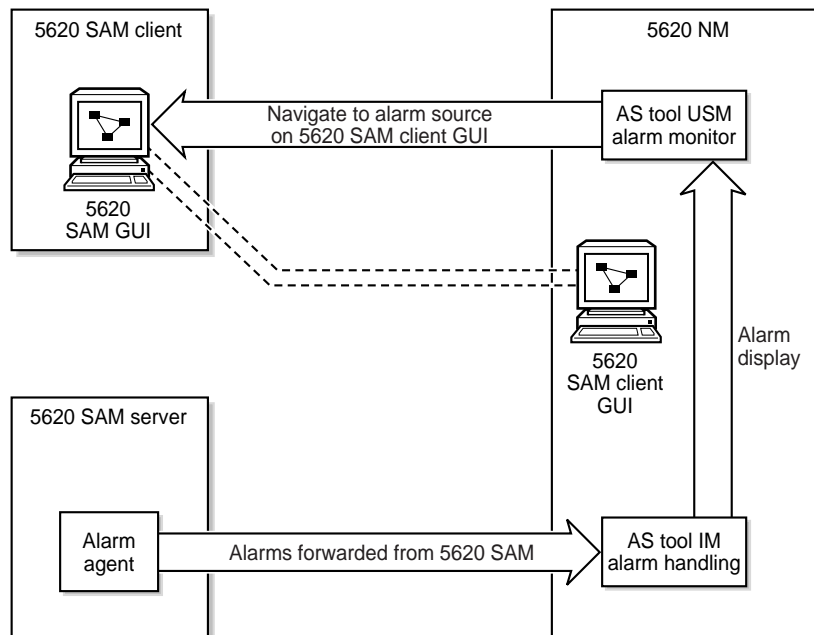 5620 SAM client
5620 NM
Navigate to alarm source
on 5620 SAM client GUI
AS tool USM
alarm monitor
5620
SAM GUI
Alarm
display
5620
SAM client
GUI
5620 SAM server
Alarm
agent
Alarms forwarded from 5620 SAM
AS tool IM
alarm handling